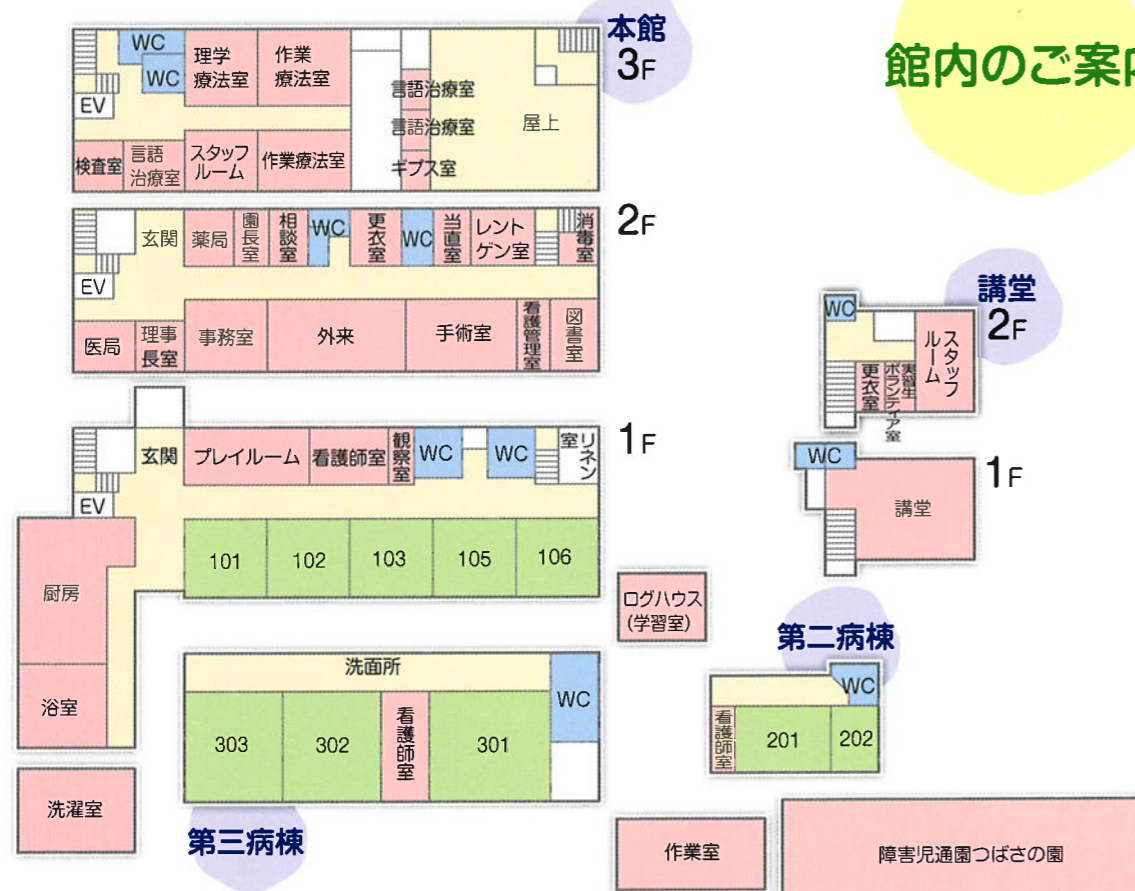 館内のご案内
本館
3F
WC
WC
理学
療法室
作業
療法室
言語治療室
言語治療室
ギプス室
屋上
EV
検査室
言語
治療室
スタッフ
ルーム
作業療法室
2F
玄関
薬局
園長室
相談室
WC
更衣室
WC
当直室
レント
ゲン室
消毒室
EV
医局
理事
長室
事務室
外来
手術室
看護管理室
図書室
1F
玄関
プレイルーム
看護師室
観察室
WC
WC
リネン
室
EV
101
102
103
105
106
厨房
浴室
洗濯室
洗面所
WC
303
302
看護師室
301
第三病棟
講堂
2F
WC
スタッフ
ルーム
更衣室
実習生
ボランティア室
1F
WC
講堂
ログハウス
(学習室)
第二病棟
WC
看護師室
201
202
作業室
障害児通園つばさの園